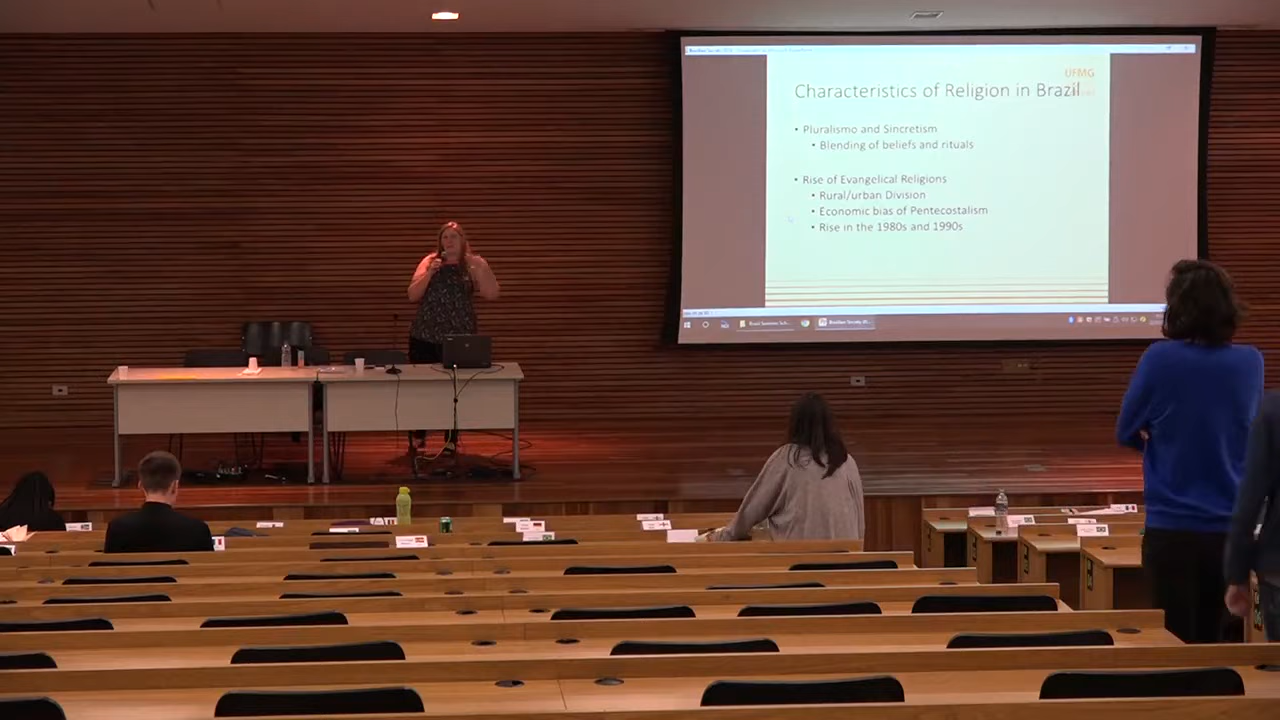 UFMG
Characteristics of Religion in Brazil
• Pluralismo and Sincretism
• Blending of beliefs and rituals
• Rise of Evangelical Religions
• Rural/urban Division
• Economic bias of Pentecostalism
• Rise in the 1980s and 1990s